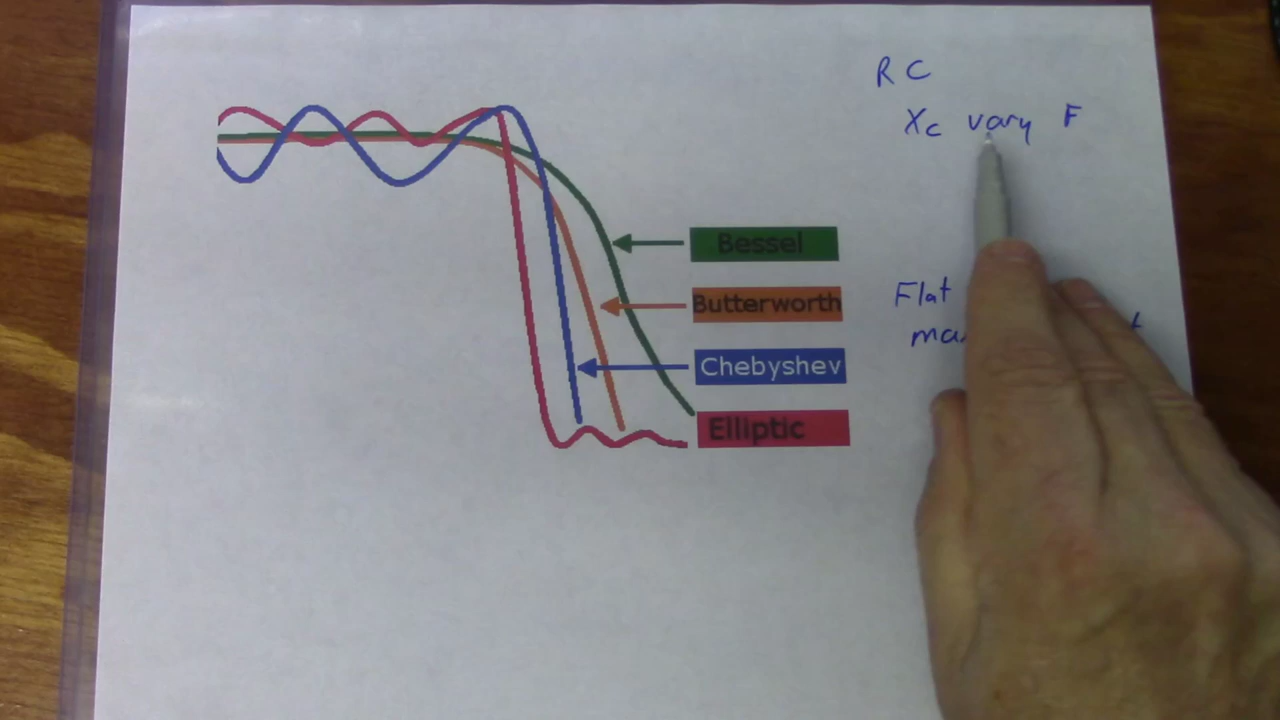 R C
Xc vary F
Bessel
Butterworth
Flat
Chebyshev
Elliptic